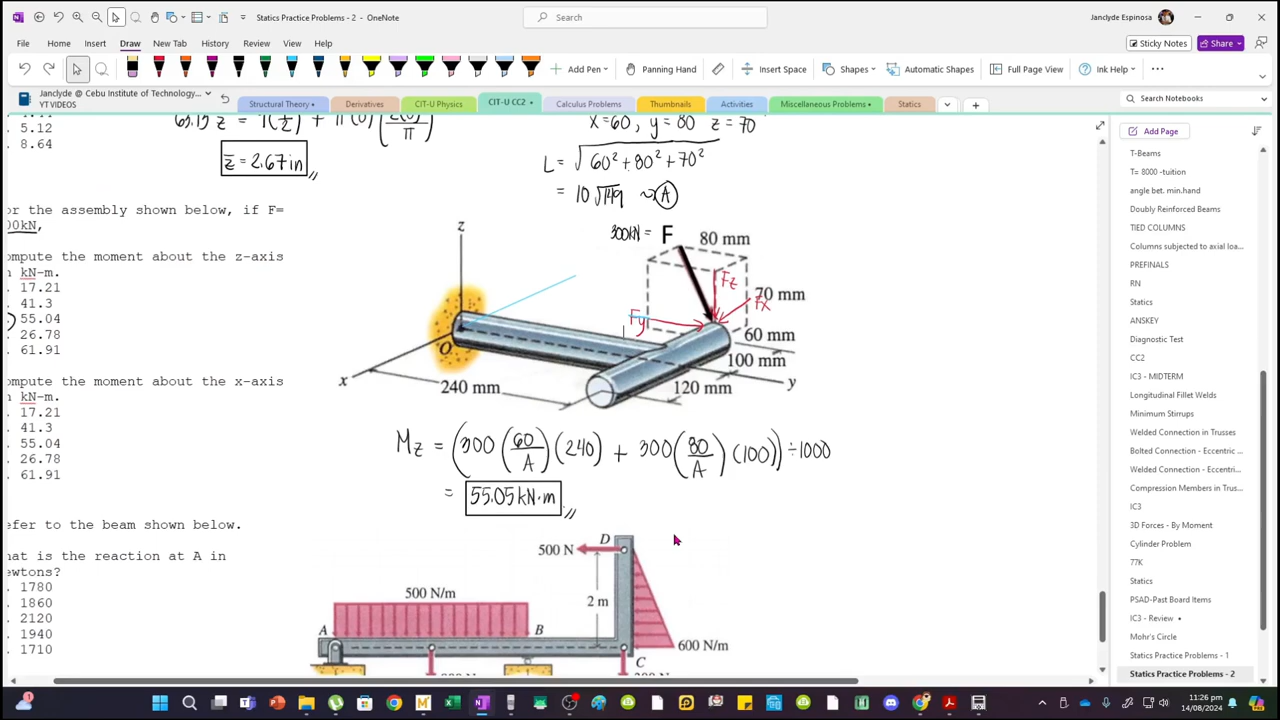 Statics Practice Problems - 2 - OneNote
Search
Janclyde Espinosa
File Home Insert Draw New Tab History Review View Help
Sticky Notes Share
Add Pen Panning Hand Insert Space Shapes Automatic Shapes Full Page View Ink Help
Janclyde @ Cebu Institute of Technology...
YT VIDEOS
Structural Theory Derivatives CIT-U Physics CIT-U CC2 Calculus Problems Thumbnails Activities Miscellaneous Problems Statics
Search Notebooks
Add Page
T-Beams
T= 8000 -tuition
angle bet. min.hand
Doubly Reinforced Beams
TIED COLUMNS
Columns subjected to axial loa...
PREFINALS
RN
Statics
ANSKEY
Diagnostic Test
CC2
IC3 - MIDTERM
Longitudinal Fillet Welds
Minimum Stirrups
Welded Connection in Trusses
Bolted Connection - Eccentric ...
Welded Connection - Eccentri...
Compression Members in Trus...
IC3
3D Forces - By Moment
Cylinder Problem
77K
Statics
PSAD-Past Board Items
IC3 - Review
Mohr's Circle
Statics Practice Problems - 1
Statics Practice Problems - 2
. 5.12
. 8.64
z̄ = 2.67 in
X=60, y=80 z=70
L = √60²+80²+70²
= 10√149 → A
or the assembly shown below, if F=
00kN,
ompute the moment about the z-axis
n kN-m.
. 17.21
. 41.3
. 55.04
. 26.78
. 61.91
ompute the moment about the x-axis
n kN-m.
. 17.21
. 41.3
. 55.04
. 26.78
. 61.91
z
300kN = F
80 mm
Fz
70 mm
Fx
Fy
60 mm
O
100 mm
x
240 mm
120 mm
y
Mz = (300 (60/A)(240) + 300(80/A)(100)) ÷1000
= 55.05 kN·m
efer to the beam shown below.
hat is the reaction at A in
ewtons?
. 1780
. 1860
. 2120
. 1940
. 1710
500 N
D
500 N/m
2 m
A
B
600 N/m
C
11:26 pm
14/08/2024